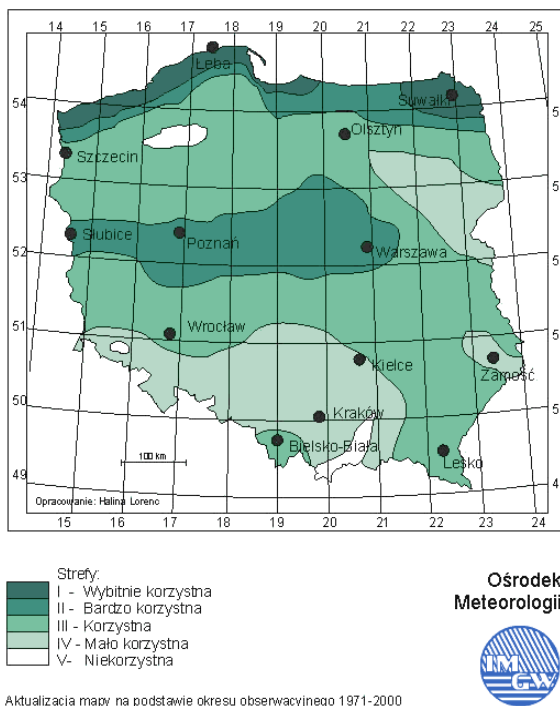 14 15 16 17 18 19 20 21 22 23 24 25
Łeba
54
Suwałki
Olsztyn
Szczecin
53
Słubice
Poznań
52
Warszawa
51
Wrocław
Kielce
Zamość
50
Kraków
Bielsko-Biała
Lesko
100 km
49
Opracowanie: Halina Lorenc
15 16 17 18 19 20 21 22 23 24
Strefy:
I - Wybitnie korzystna
II - Bardzo korzystna
III - Korzystna
IV - Mało korzystna
V- Niekorzystna
Ośrodek
Meteorologii
IM
GW
Aktualizacja mapy na podstawie okresu obserwacyjnego 1971-2000